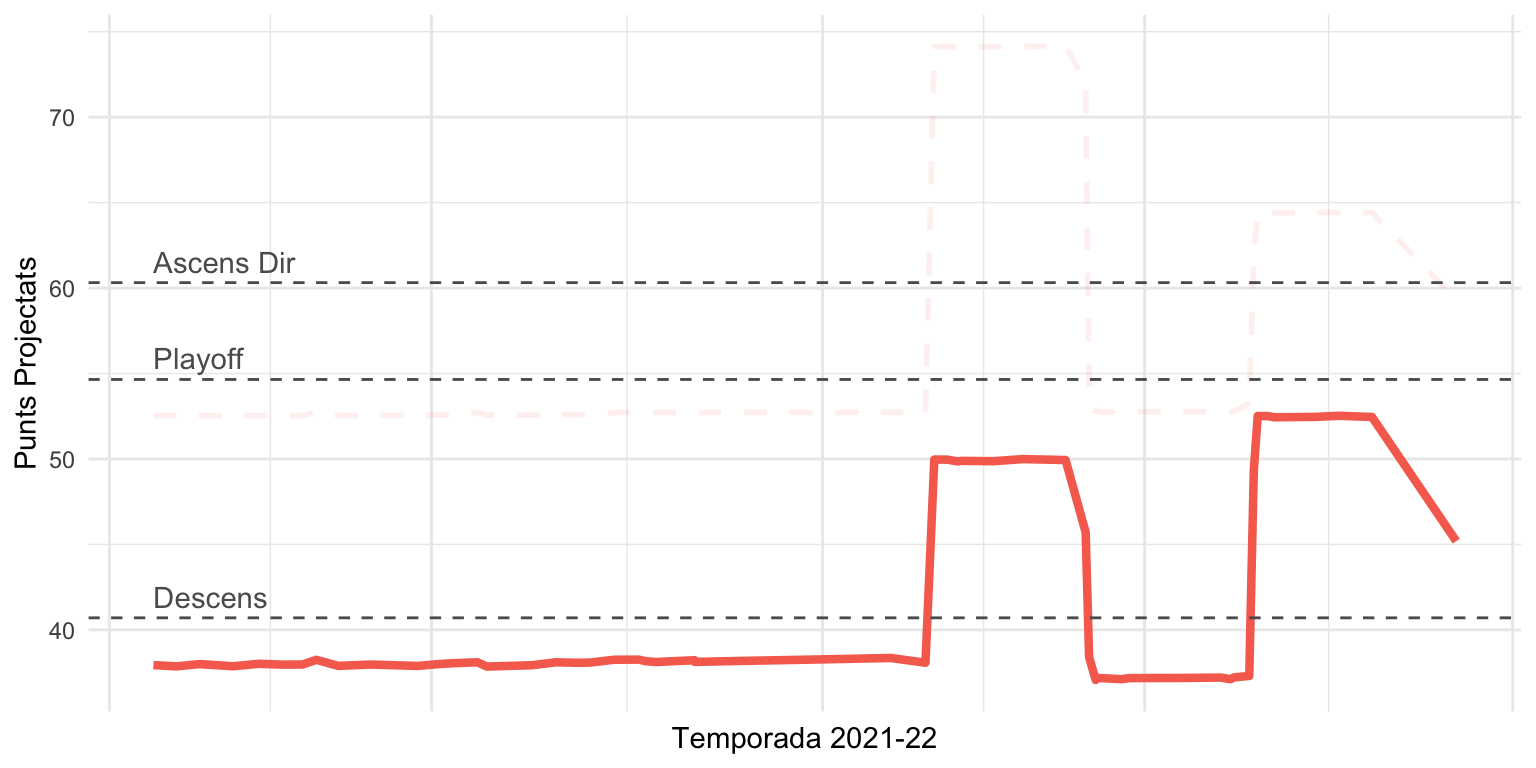 70
60
50
40
Punts Projectats
Ascens Dir
Playoff
Descens
Temporada 2021-22